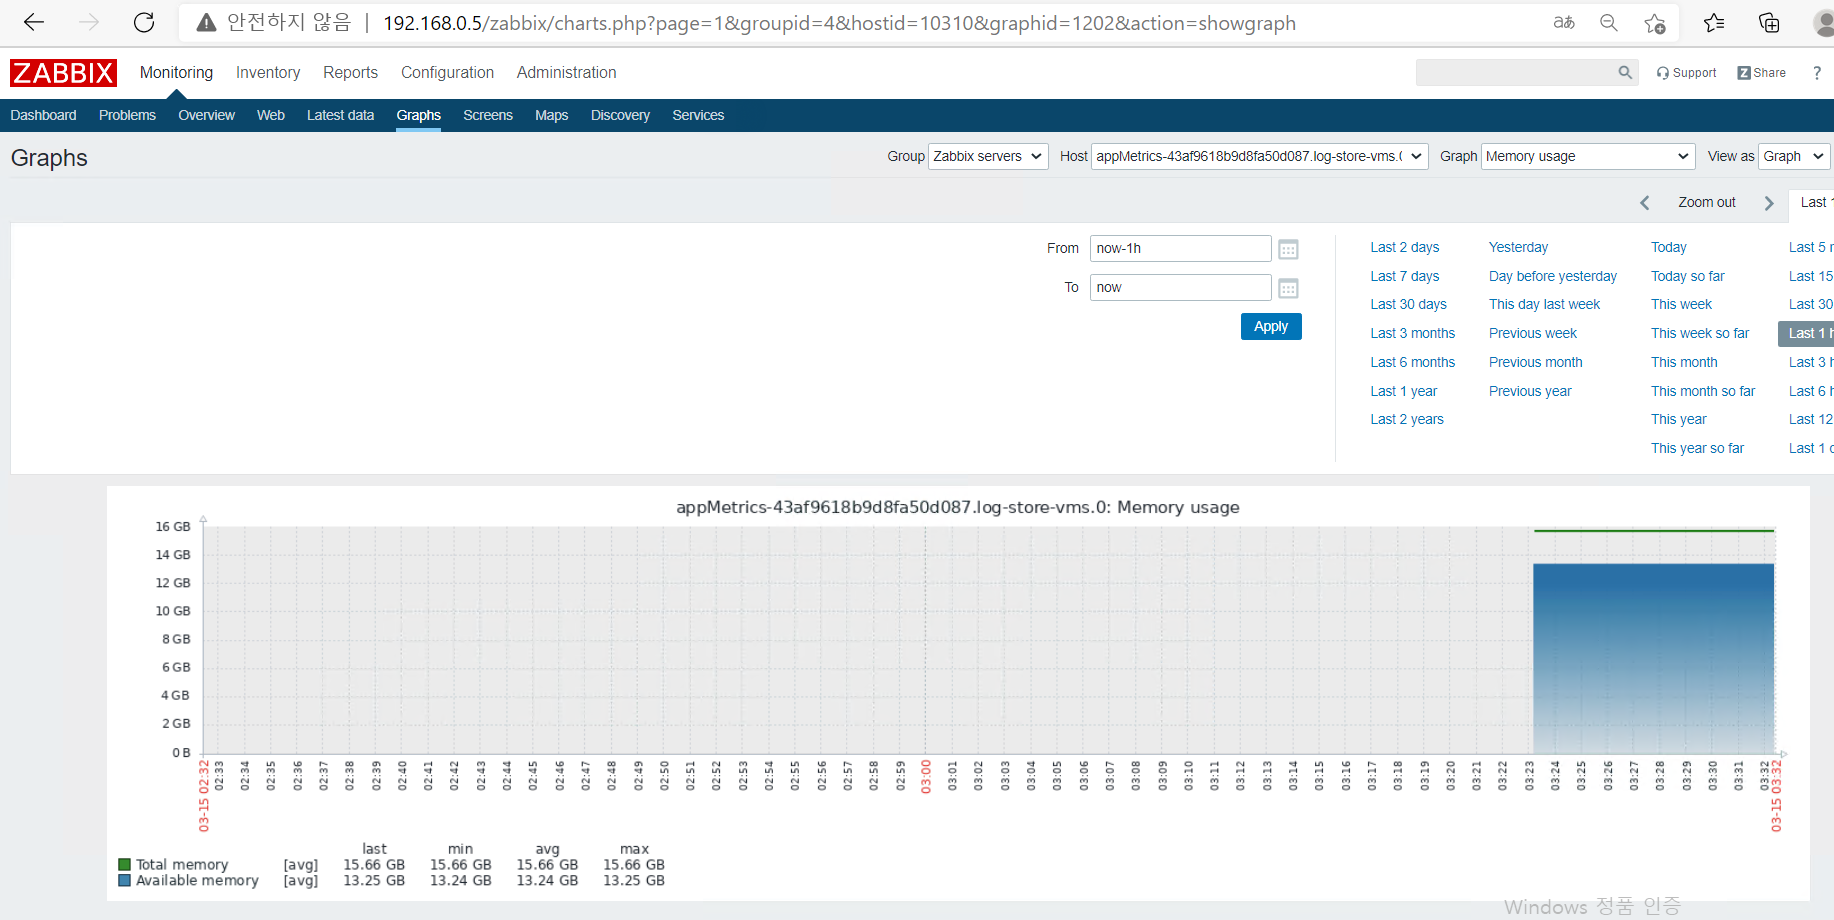 안전하지 않음 | 192.168.0.5/zabbix/charts.php?page=1&groupid=4&hostid=10310&graphid=1202&action=showgraph aあ
ZABBIX Monitoring Inventory Reports Configuration Administration Support Z Share ?
Dashboard Problems Overview Web Latest data Graphs Screens Maps Discovery Services
Graphs Group Zabbix servers Host appMetrics-43af9618b9d8fa50d087.log-store-vms.( Graph Memory usage View as Graph
Zoom out Last 1
From now-1h
To now
Apply
Last 2 days Yesterday Today Last 5 m
Last 7 days Day before yesterday Today so far Last 15
Last 30 days This day last week This week Last 30
Last 3 months Previous week This week so far Last 1 h
Last 6 months Previous month This month Last 3 h
Last 1 year Previous year This month so far Last 6 h
Last 2 years This year Last 12
This year so far Last 1 d
appMetrics-43af9618b9d8fa50d087.log-store-vms.0: Memory usage
16 GB
14 GB
12 GB
10 GB
8 GB
6 GB
4 GB
2 GB
0 B
03-15 02:32 02:33 02:34 02:35 02:36 02:37 02:38 02:39 02:40 02:41 02:42 02:43 02:44 02:45 02:46 02:47 02:48 02:49 02:50 02:51 02:52 02:53 02:54 02:55 02:56 02:57 02:58 02:59 03:00 03:01 03:02 03:03 03:04 03:05 03:06 03:07 03:08 03:09 03:10 03:11 03:12 03:13 03:14 03:15 03:16 03:17 03:18 03:19 03:20 03:21 03:22 03:23 03:24 03:25 03:26 03:27 03:28 03:29 03:30 03:31 03:32 03-15 03:32
last min avg max
Total memory [avg] 15.66 GB 15.66 GB 15.66 GB 15.66 GB
Available memory [avg] 13.25 GB 13.24 GB 13.24 GB 13.25 GB
Windows 정품 인증